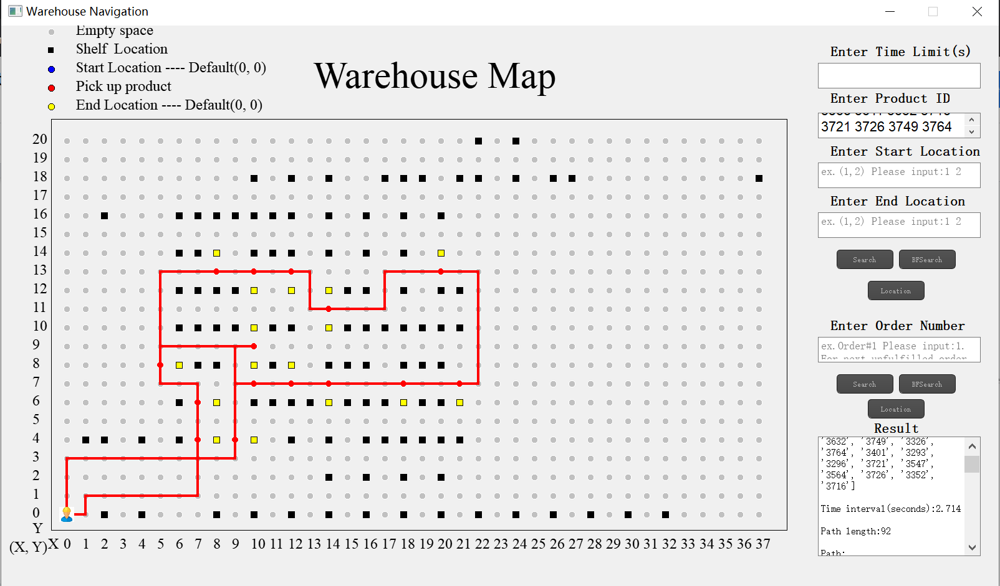 Warehouse Navigation
Empty space
Shelf Location
Start Location ---- Default(0, 0)
Pick up product
End Location ---- Default(0, 0)
Warehouse Map
20
19
18
17
16
15
14
13
12
11
10
9
8
7
6
5
4
3
2
1
0
Y
(X, Y)X 0 1 2 3 4 5 6 7 8 9 10 11 12 13 14 15 16 17 18 19 20 21 22 23 24 25 26 27 28 29 30 31 32 33 34 35 36 37
Enter Time Limit(s)
Enter Product ID
3721 3726 3749 3764
Enter Start Location
ex.(1,2) Please input:1 2
Enter End Location
ex.(1,2) Please input:1 2
Search BFSearch
Location
Enter Order Number
ex.Order#1 Please input:1.
For next unfulfilled order
Search BFSearch
Location
Result
'3632', '3749', '3326',
'3764', '3401', '3293',
'3296', '3721', '3547',
'3564', '3726', '3352',
'3716']
Time interval(seconds):2.714
Path length:92
Path: